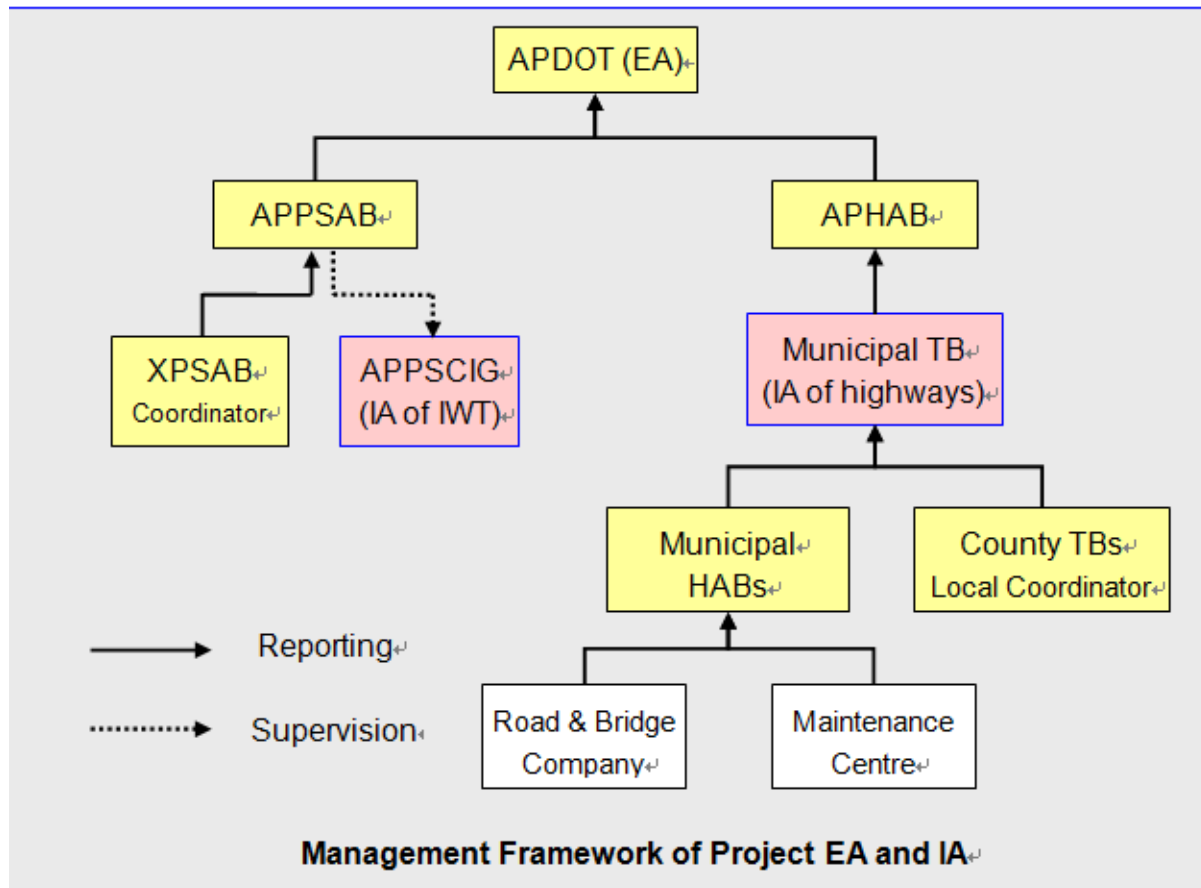 APDOT (EA)
APPSAB
APHAB
XPSAB
Coordinator
APPSCIG
(IA of IWT)
Municipal TB
(IA of highways)
Municipal
HABs
County TBs
Local Coordinator
Reporting
Supervision
Road & Bridge
Company
Maintenance
Centre
Management Framework of Project EA and IA